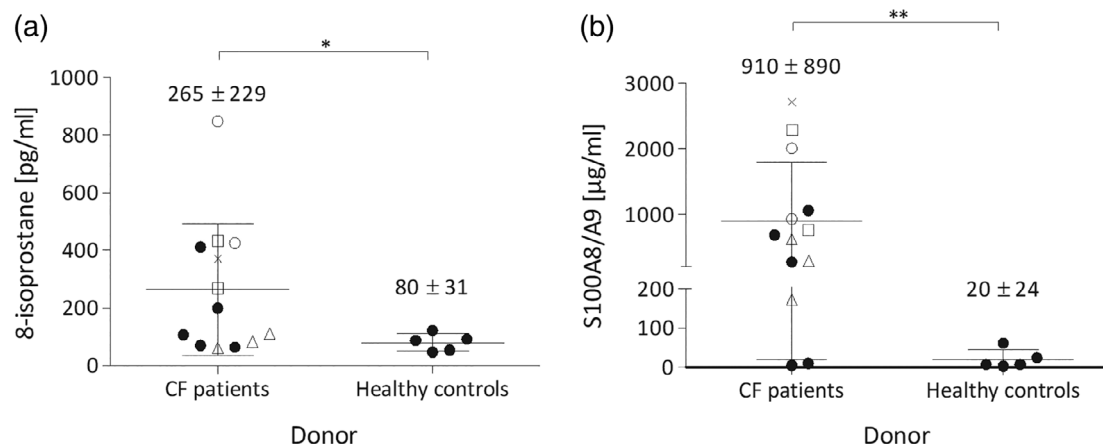 (a)
*
8-isoprostane [pg/ml]
1000
800
600
400
200
0
265 ± 229
80 ± 31
CF patients
Healthy controls
Donor
(b)
**
S100A8/A9 [µg/ml]
3000
2000
1000
200
100
0
910 ± 890
20 ± 24
CF patients
Healthy controls
Donor